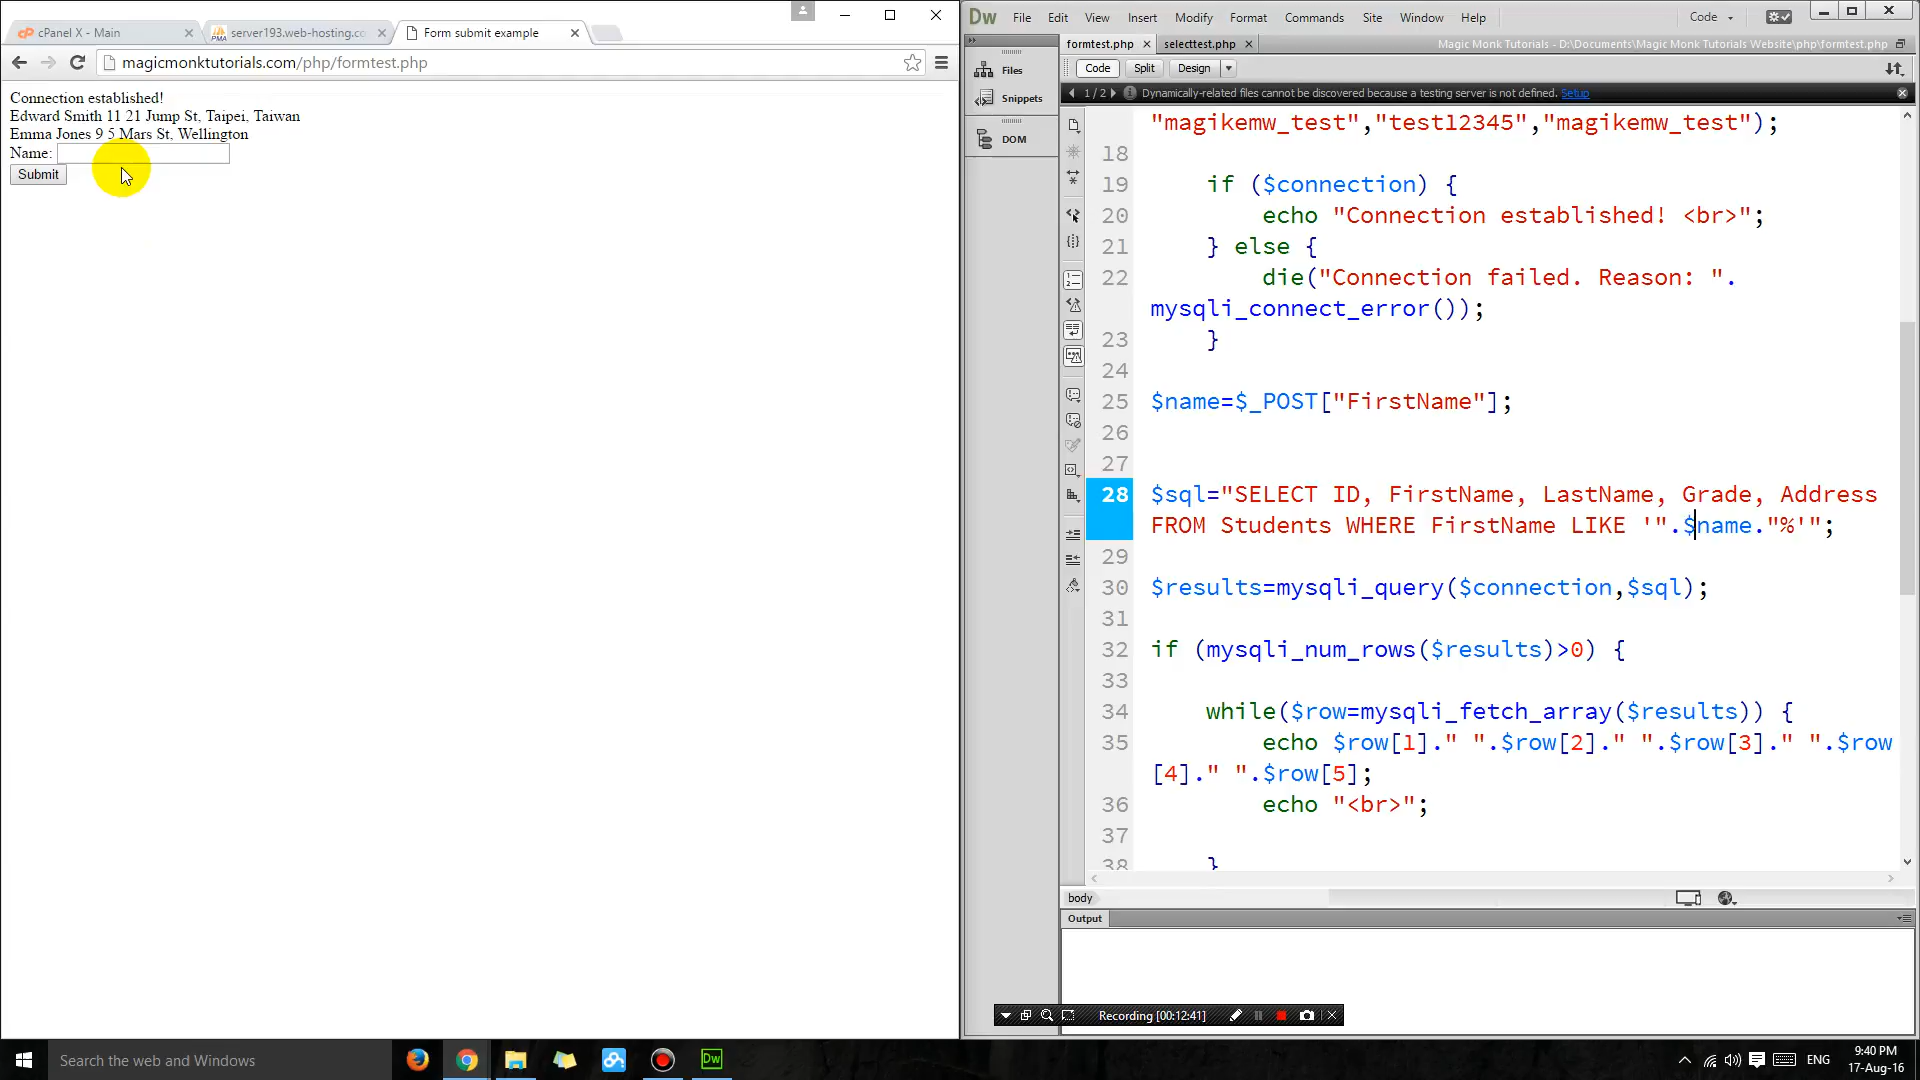 cPanel X - Main
server193.web-hosting.co
Form submit example
magicmonktutorials.com/php/formtest.php
Connection established!
Edward Smith 11 21 Jump St, Taipei, Taiwan
Emma Jones 9 5 Mars St, Wellington
Name:
Submit
Dw File Edit View Insert Modify Format Commands Site Window Help Code
formtest.php selecttest.php Magic Monk Tutorials - D:\Documents\Magic Monk Tutorials Website\php\formtest.php
Files
Snippets
DOM
Code Split Design
1 / 2 Dynamically-related files cannot be discovered because a testing server is not defined. Setup
"magikemw_test","test12345","magikemw_test");
18
19 if ($connection) {
20 echo "Connection established! <br>";
21 } else {
22 die("Connection failed. Reason: ".
mysqli_connect_error());
23 }
24
25 $name=$_POST["FirstName"];
26
27
28 $sql="SELECT ID, FirstName, LastName, Grade, Address
FROM Students WHERE FirstName LIKE '".$name."%'";
29
30 $results=mysqli_query($connection,$sql);
31
32 if (mysqli_num_rows($results)>0) {
33
34 while($row=mysqli_fetch_array($results)) {
35 echo $row[1]." ".$row[2]." ".$row[3]." ".$row
[4]." ".$row[5];
36 echo "<br>";
37
38 }
body
Output
Recording [00:12:41]
Search the web and Windows
Dw
ENG
9:40 PM
17-Aug-16